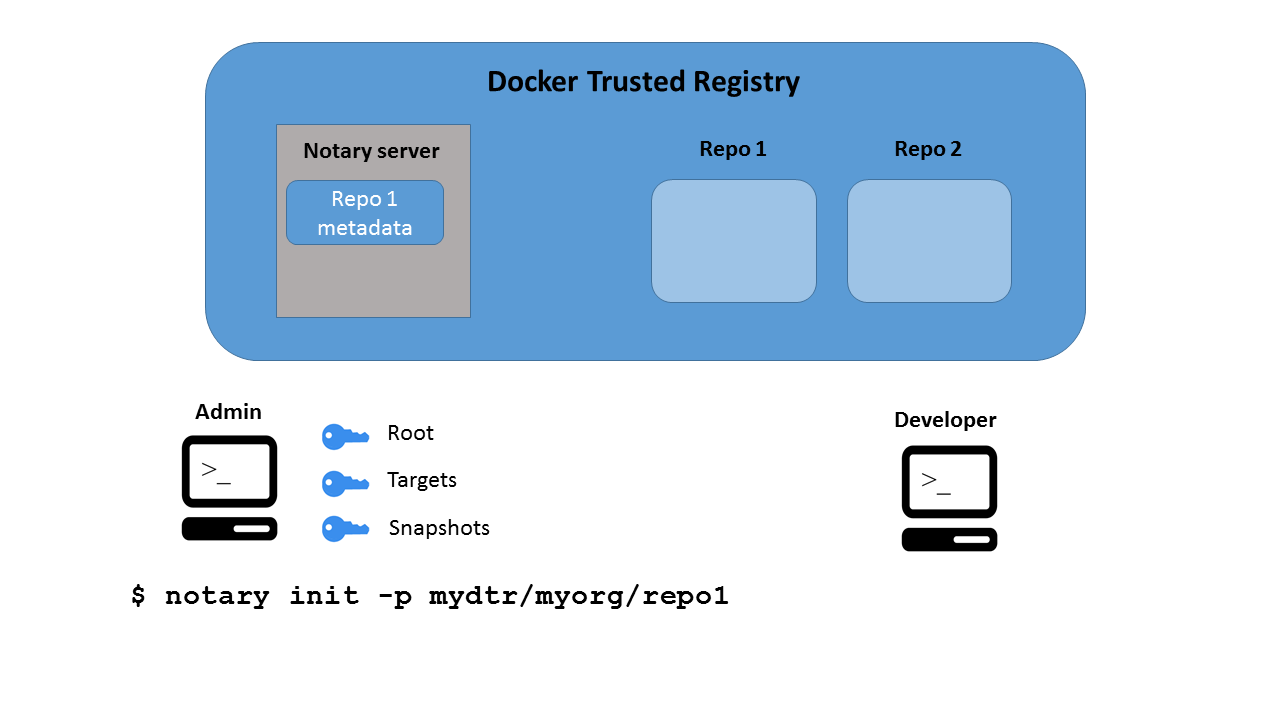 Docker Trusted Registry
Notary server
Repo 1
metadata
Repo 1
Repo 2
Admin
>_
Root
Targets
Snapshots
Developer
>_
$ notary init -p mydtr/myorg/repo1